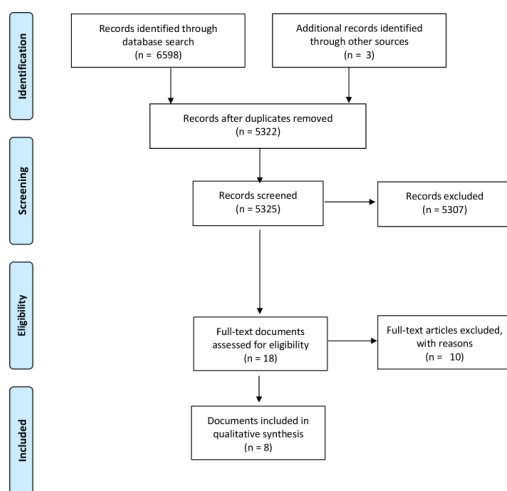 Identification
Records identified through
database search
(n = 6598)
Additional records identified
through other sources
(n = 3)
Records after duplicates removed
(n = 5322)
Screening
Records screened
(n = 5325)
Records excluded
(n = 5307)
Eligibility
Full-text documents
assessed for eligibility
(n = 18)
Full-text articles excluded,
with reasons
(n = 10)
Included
Documents included in
qualitative synthesis
(n = 8)